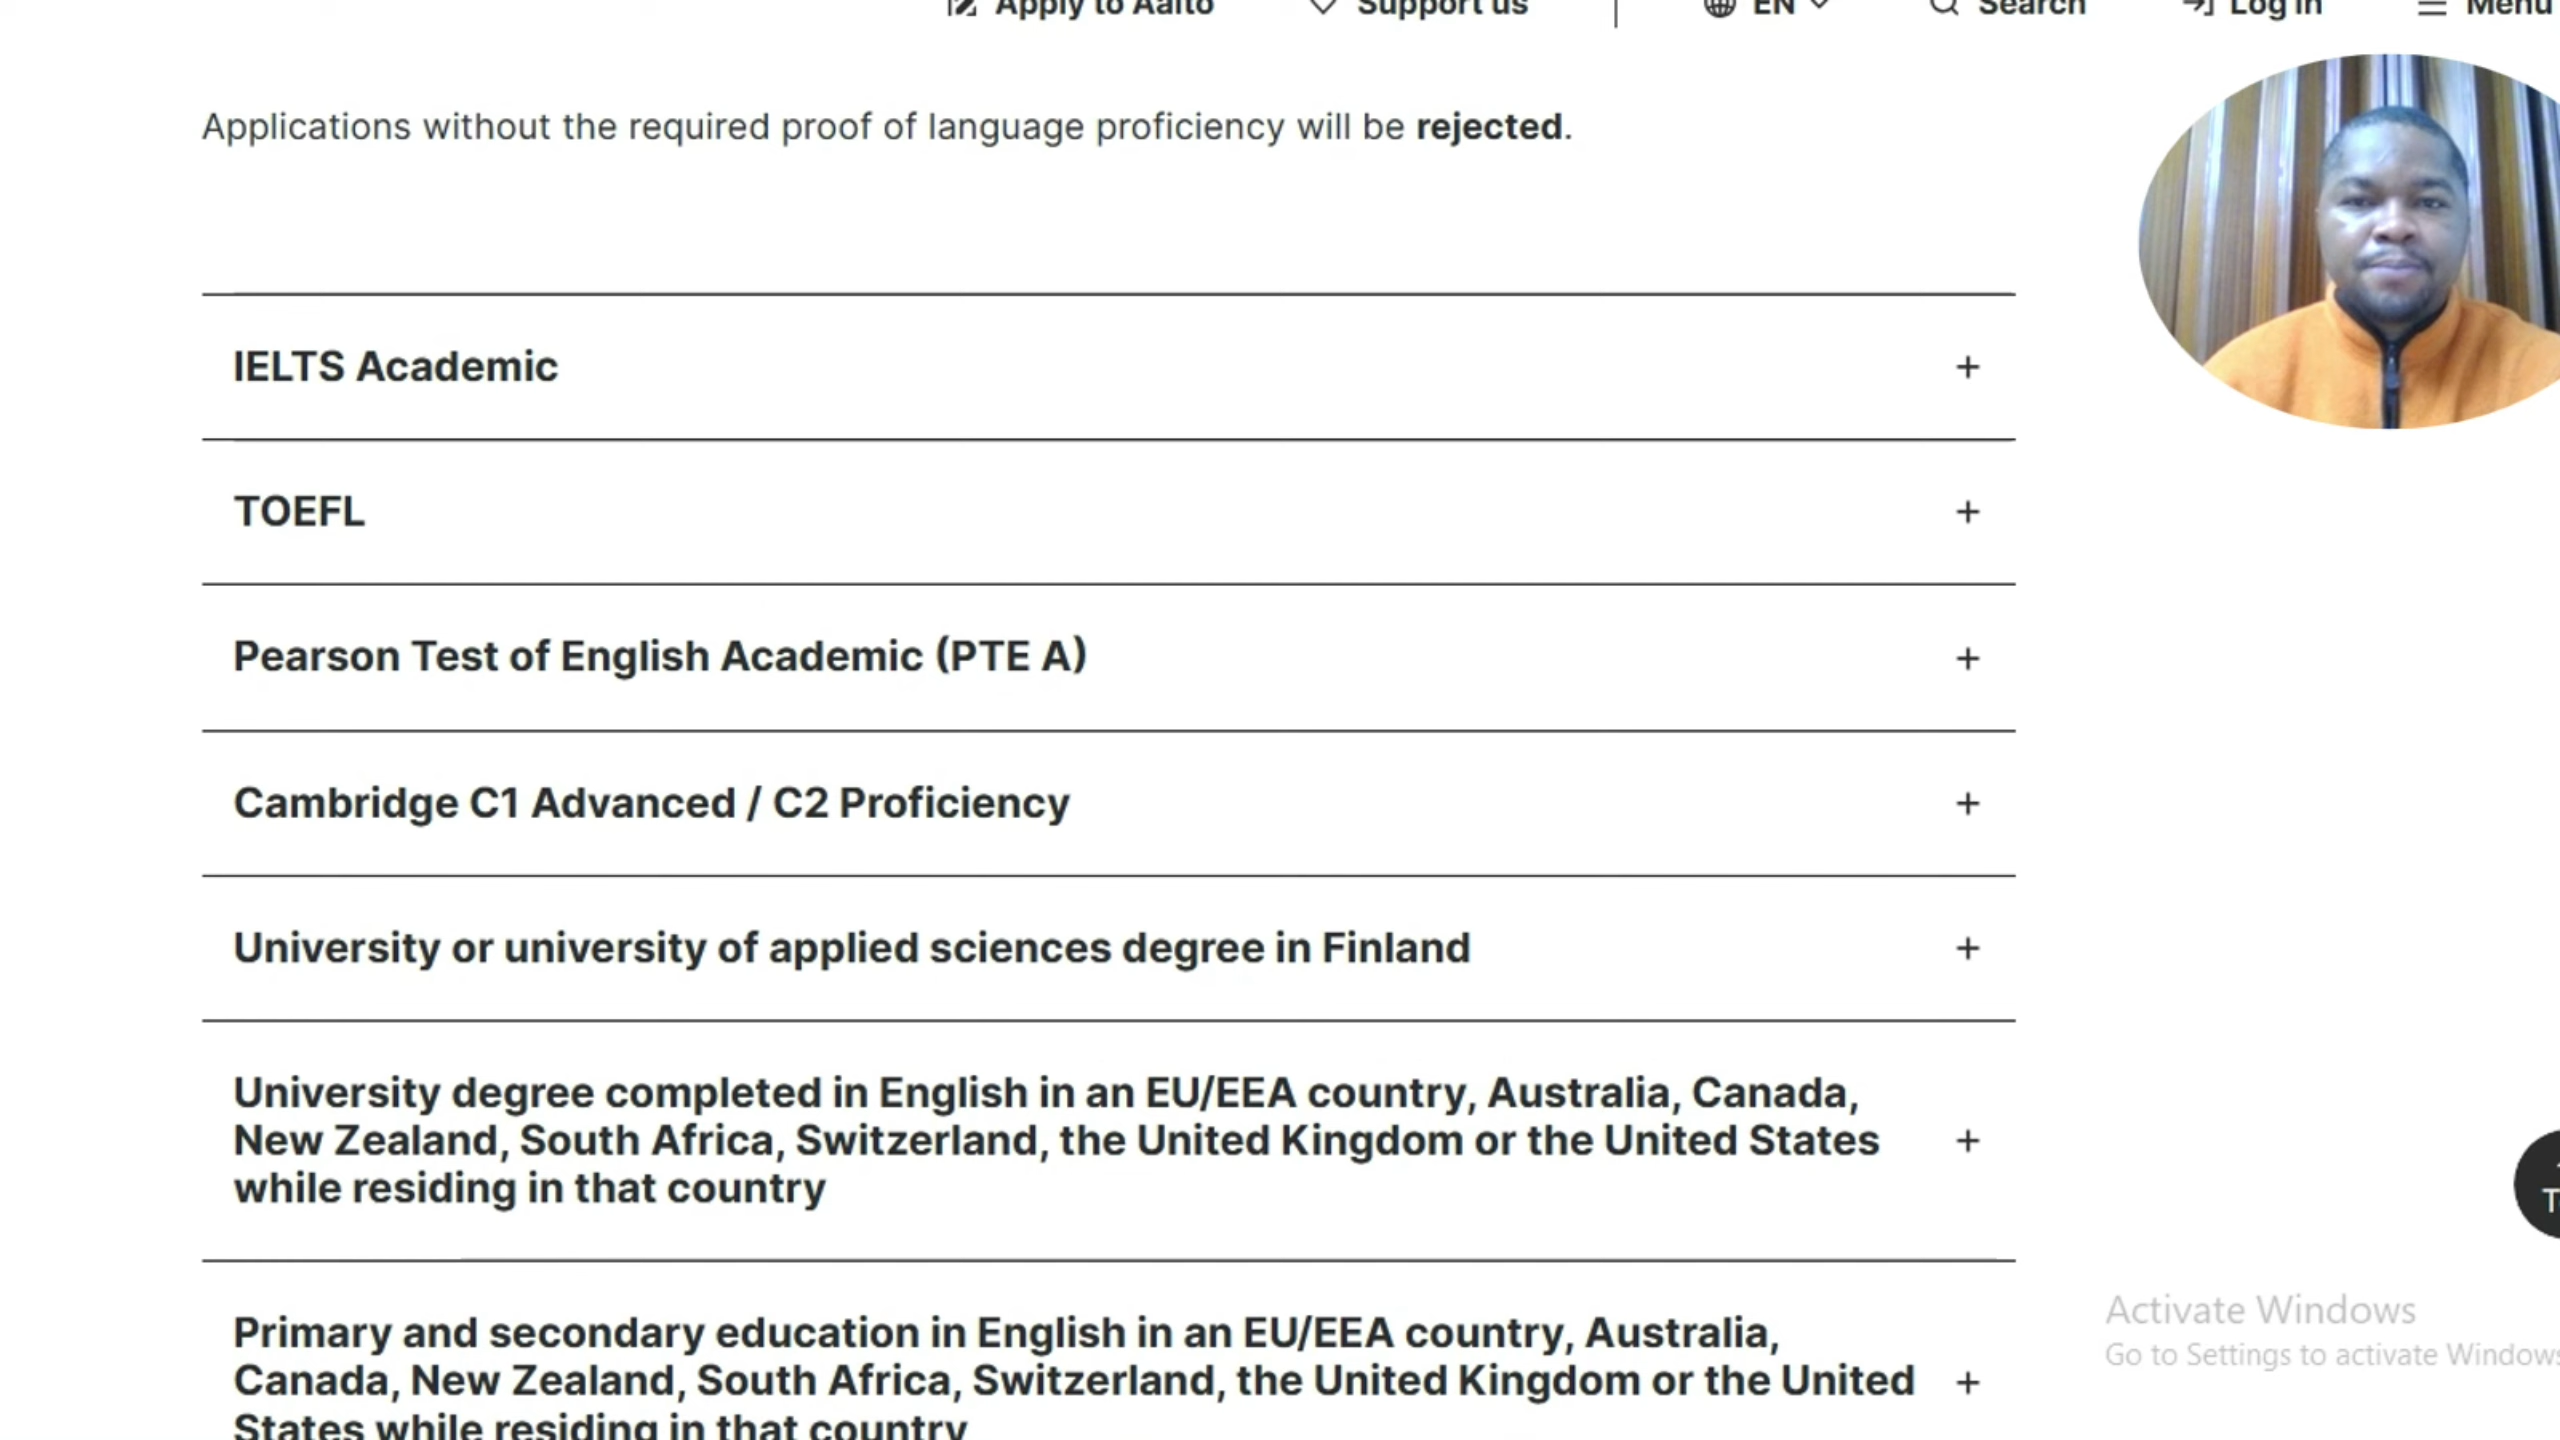 Apply to Aalto
Support us
EN
Search
Log in
Menu
Applications without the required proof of language proficiency will be rejected.
IELTS Academic +
TOEFL +
Pearson Test of English Academic (PTE A) +
Cambridge C1 Advanced / C2 Proficiency +
University or university of applied sciences degree in Finland +
University degree completed in English in an EU/EEA country, Australia, Canada,
New Zealand, South Africa, Switzerland, the United Kingdom or the United States +
while residing in that country
Primary and secondary education in English in an EU/EEA country, Australia,
Canada, New Zealand, South Africa, Switzerland, the United Kingdom or the United +
States while residing in that country
Activate Windows
Go to Settings to activate Windows